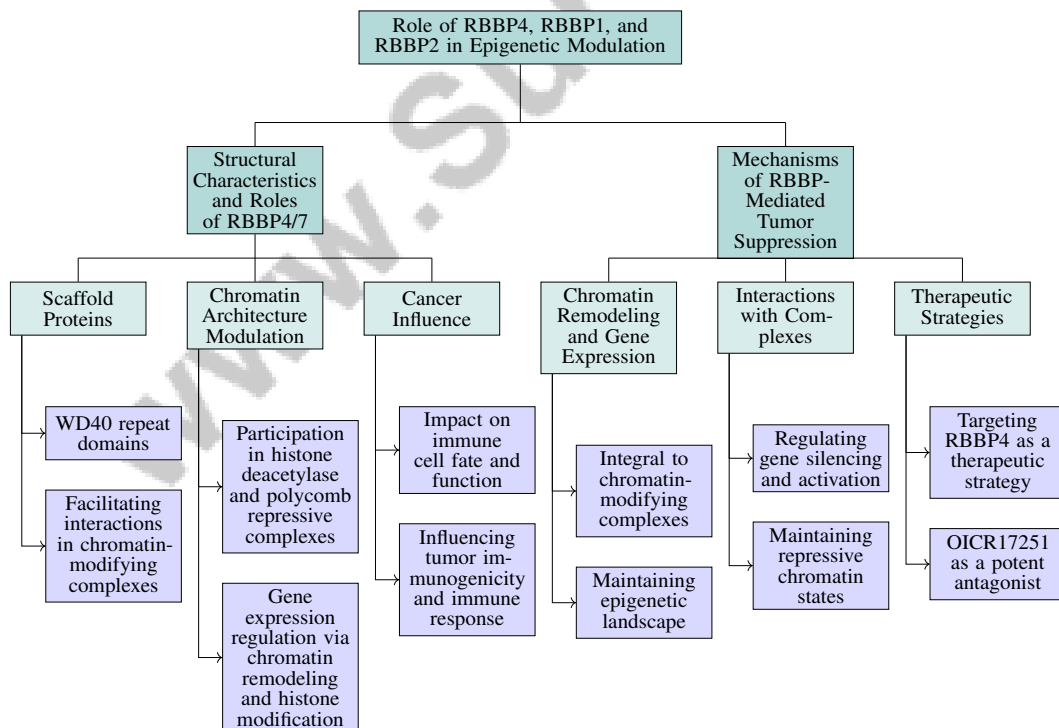 Role of RBBP4, RBBP1, and
RBBP2 in Epigenetic Modulation
Structural
Characteristics
and Roles
of RBBP4/7
Mechanisms
of RBBP-
Mediated
Tumor
Suppression
Scaffold
Proteins
Chromatin
Architecture
Modulation
Cancer
Influence
Chromatin
Remodeling
and Gene
Expression
Interactions
with Com-
plexes
Therapeutic
Strategies
WD40 repeat
domains
Facilitating
interactions
in chromatin-
modifying
complexes
Participation
in histone
deacetylase
and polycomb
repressive
complexes
Gene
expression
regulation via
chromatin
remodeling
and histone
modification
Impact on
immune
cell fate and
function
Influencing
tumor im-
munogenicity
and immune
response
Integral to
chromatin-
modifying
complexes
Maintaining
epigenetic
landscape
Regulating
gene silencing
and activation
Maintaining
repressive
chromatin
states
Targeting
RBBP4 as a
therapeutic
strategy
OICR17251
as a potent
antagonist
www.Su